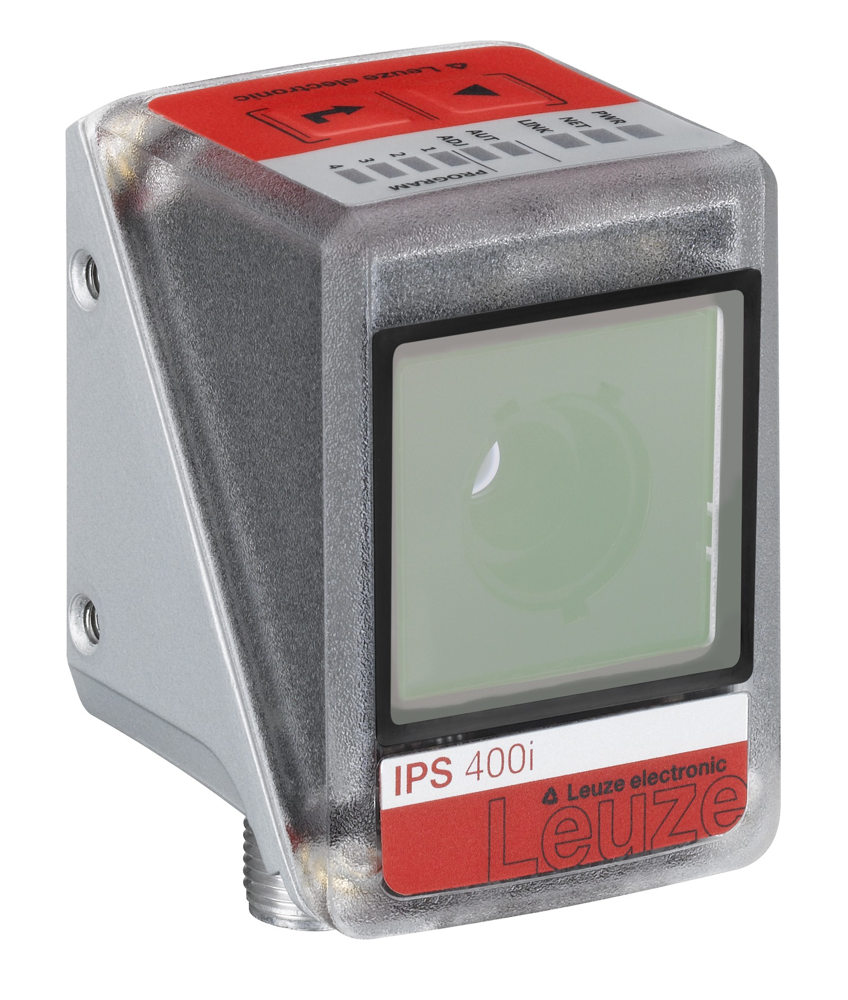 Leuze electronic
PWR
NET
LINK
AUT
ADJ
1
2
3
4
PROGRAM
IPS 400i
Leuze electronic
Leuze